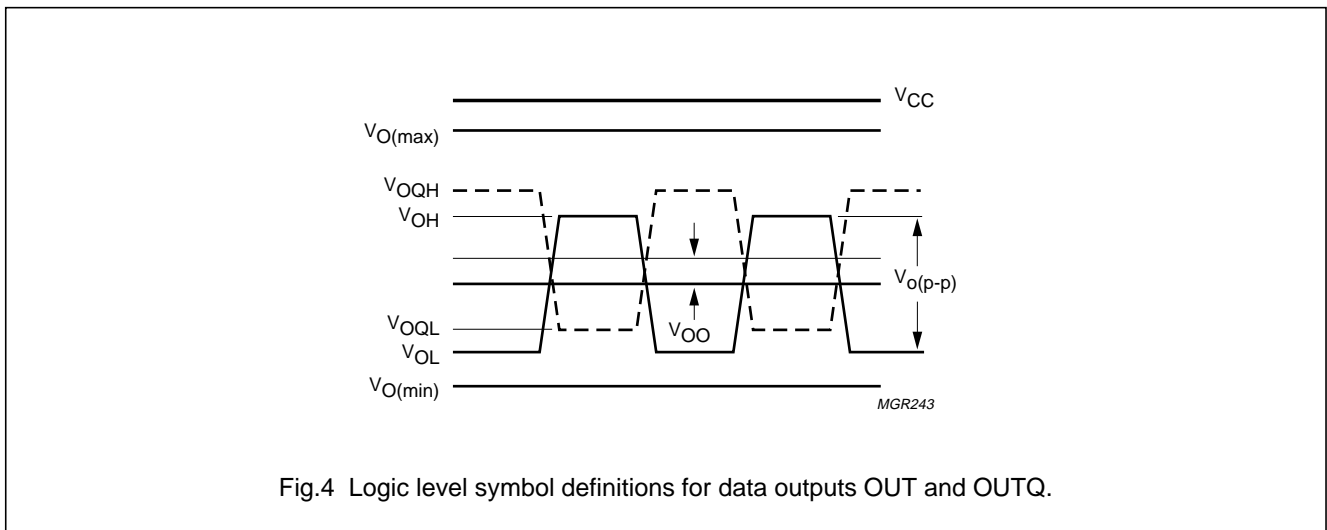 VCC
VO(max)
VOQH
VOH
Vo(p-p)
VOQL
VOO
VOL
VO(min)
MGR243
Fig.4 Logic level symbol definitions for data outputs OUT and OUTQ.